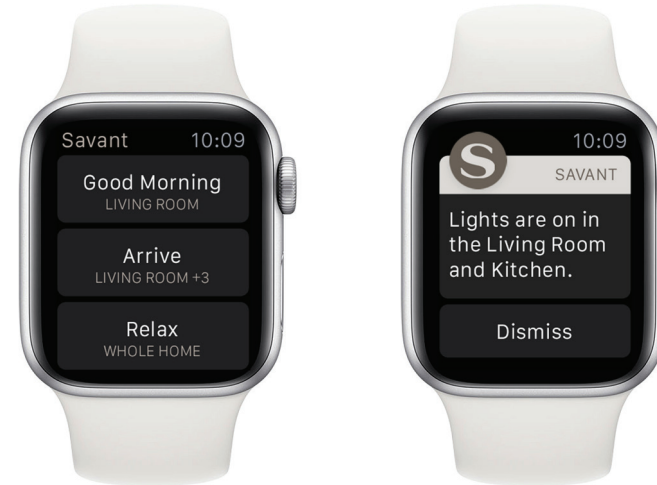 Savant 10:09
Good Morning
LIVING ROOM
Arrive
LIVING ROOM +3
Relax
WHOLE HOME
10:09
S
SAVANT
Lights are on in
the Living Room
and Kitchen.
Dismiss